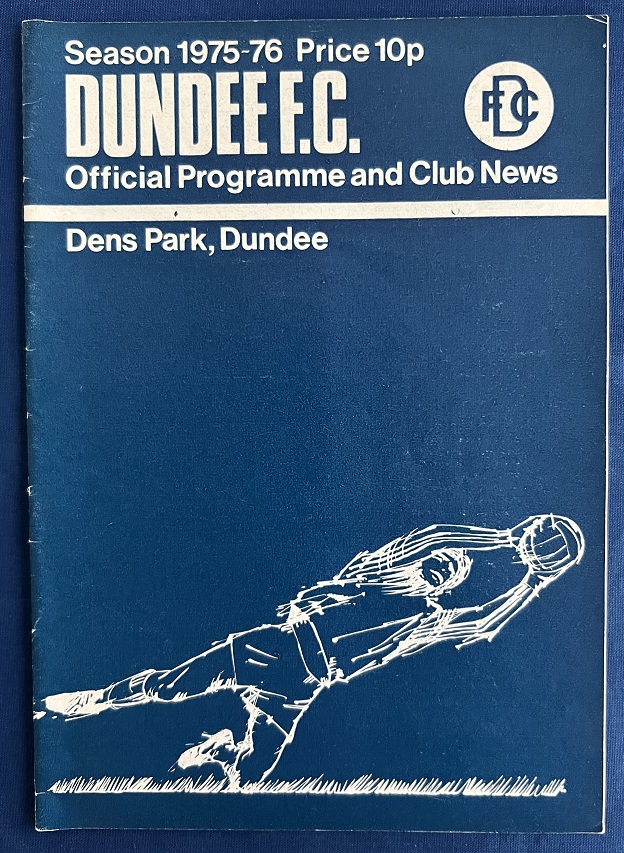 Season 1975-76 Price 10p
DUNDEE F.C.
DFC
Official Programme and Club News
Dens Park, Dundee